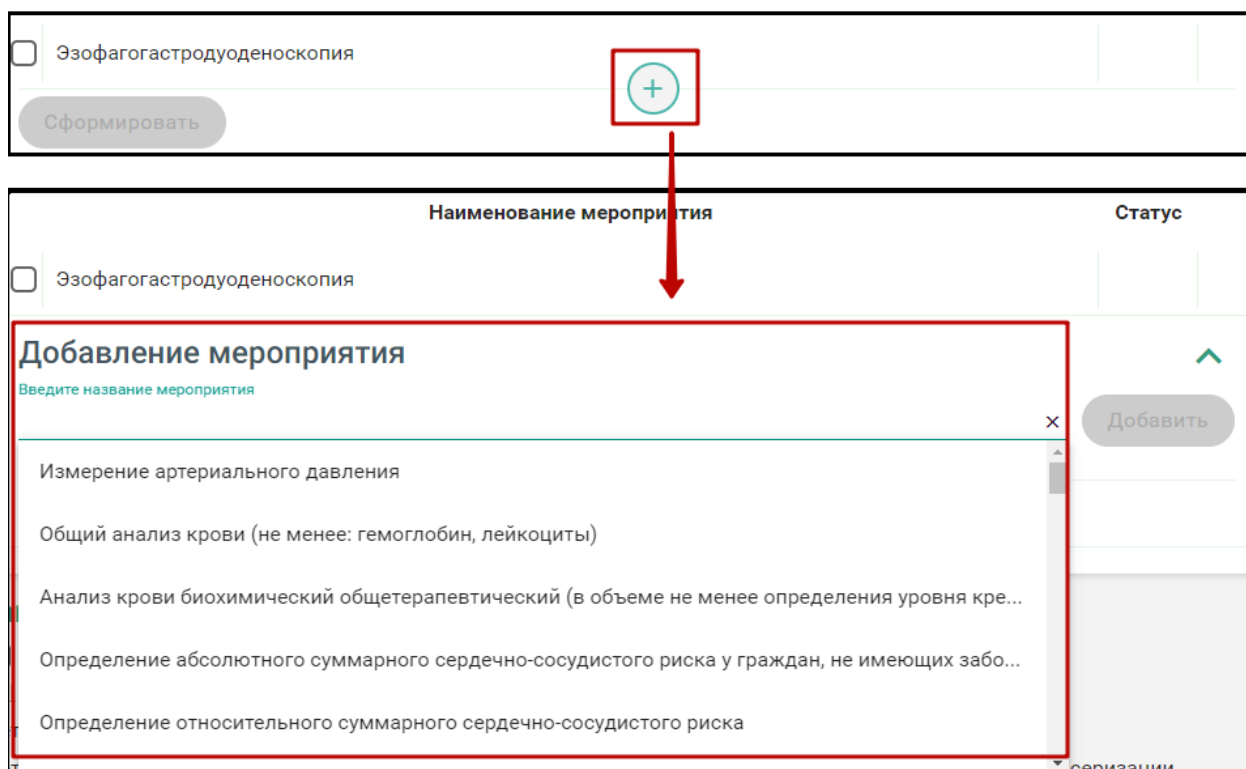 Эзофагогастродуоденоскопия
Сформировать
Наименование мероприятия Статус
Эзофагогастродуоденоскопия
Добавление мероприятия
Введите название мероприятия
Добавить
Измерение артериального давления
Общий анализ крови (не менее: гемоглобин, лейкоциты)
Анализ крови биохимический общетерапевтический (в объеме не менее определения уровня кре...
Определение абсолютного суммарного сердечно-сосудистого риска у граждан, не имеющих забо...
Определение относительного суммарного сердечно-сосудистого риска